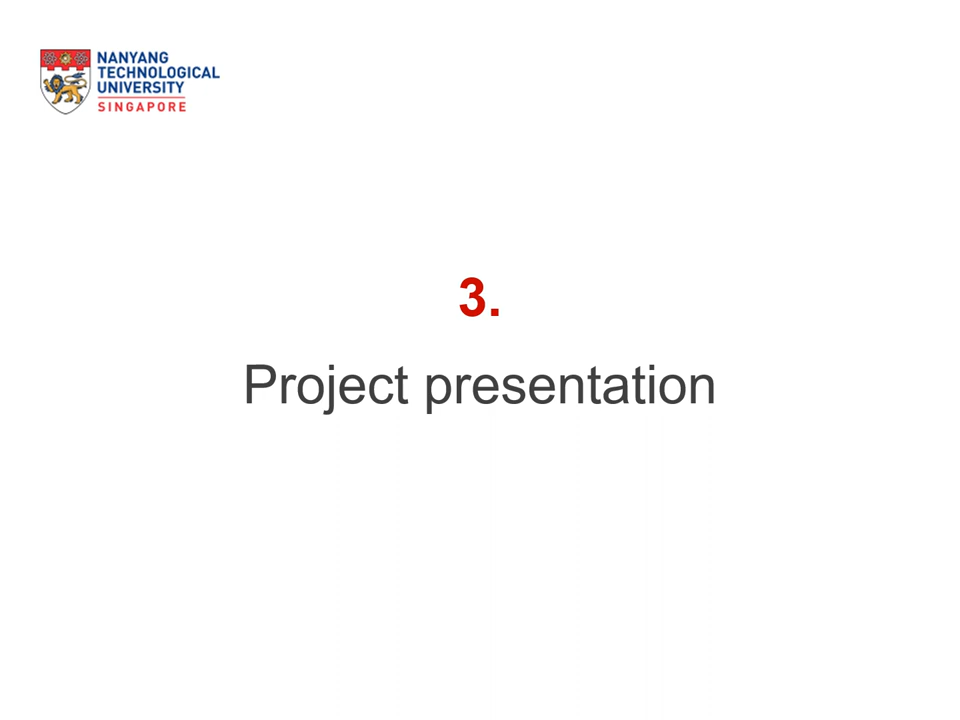 NANYANG
TECHNOLOGICAL
UNIVERSITY
SINGAPORE
3.
Project presentation